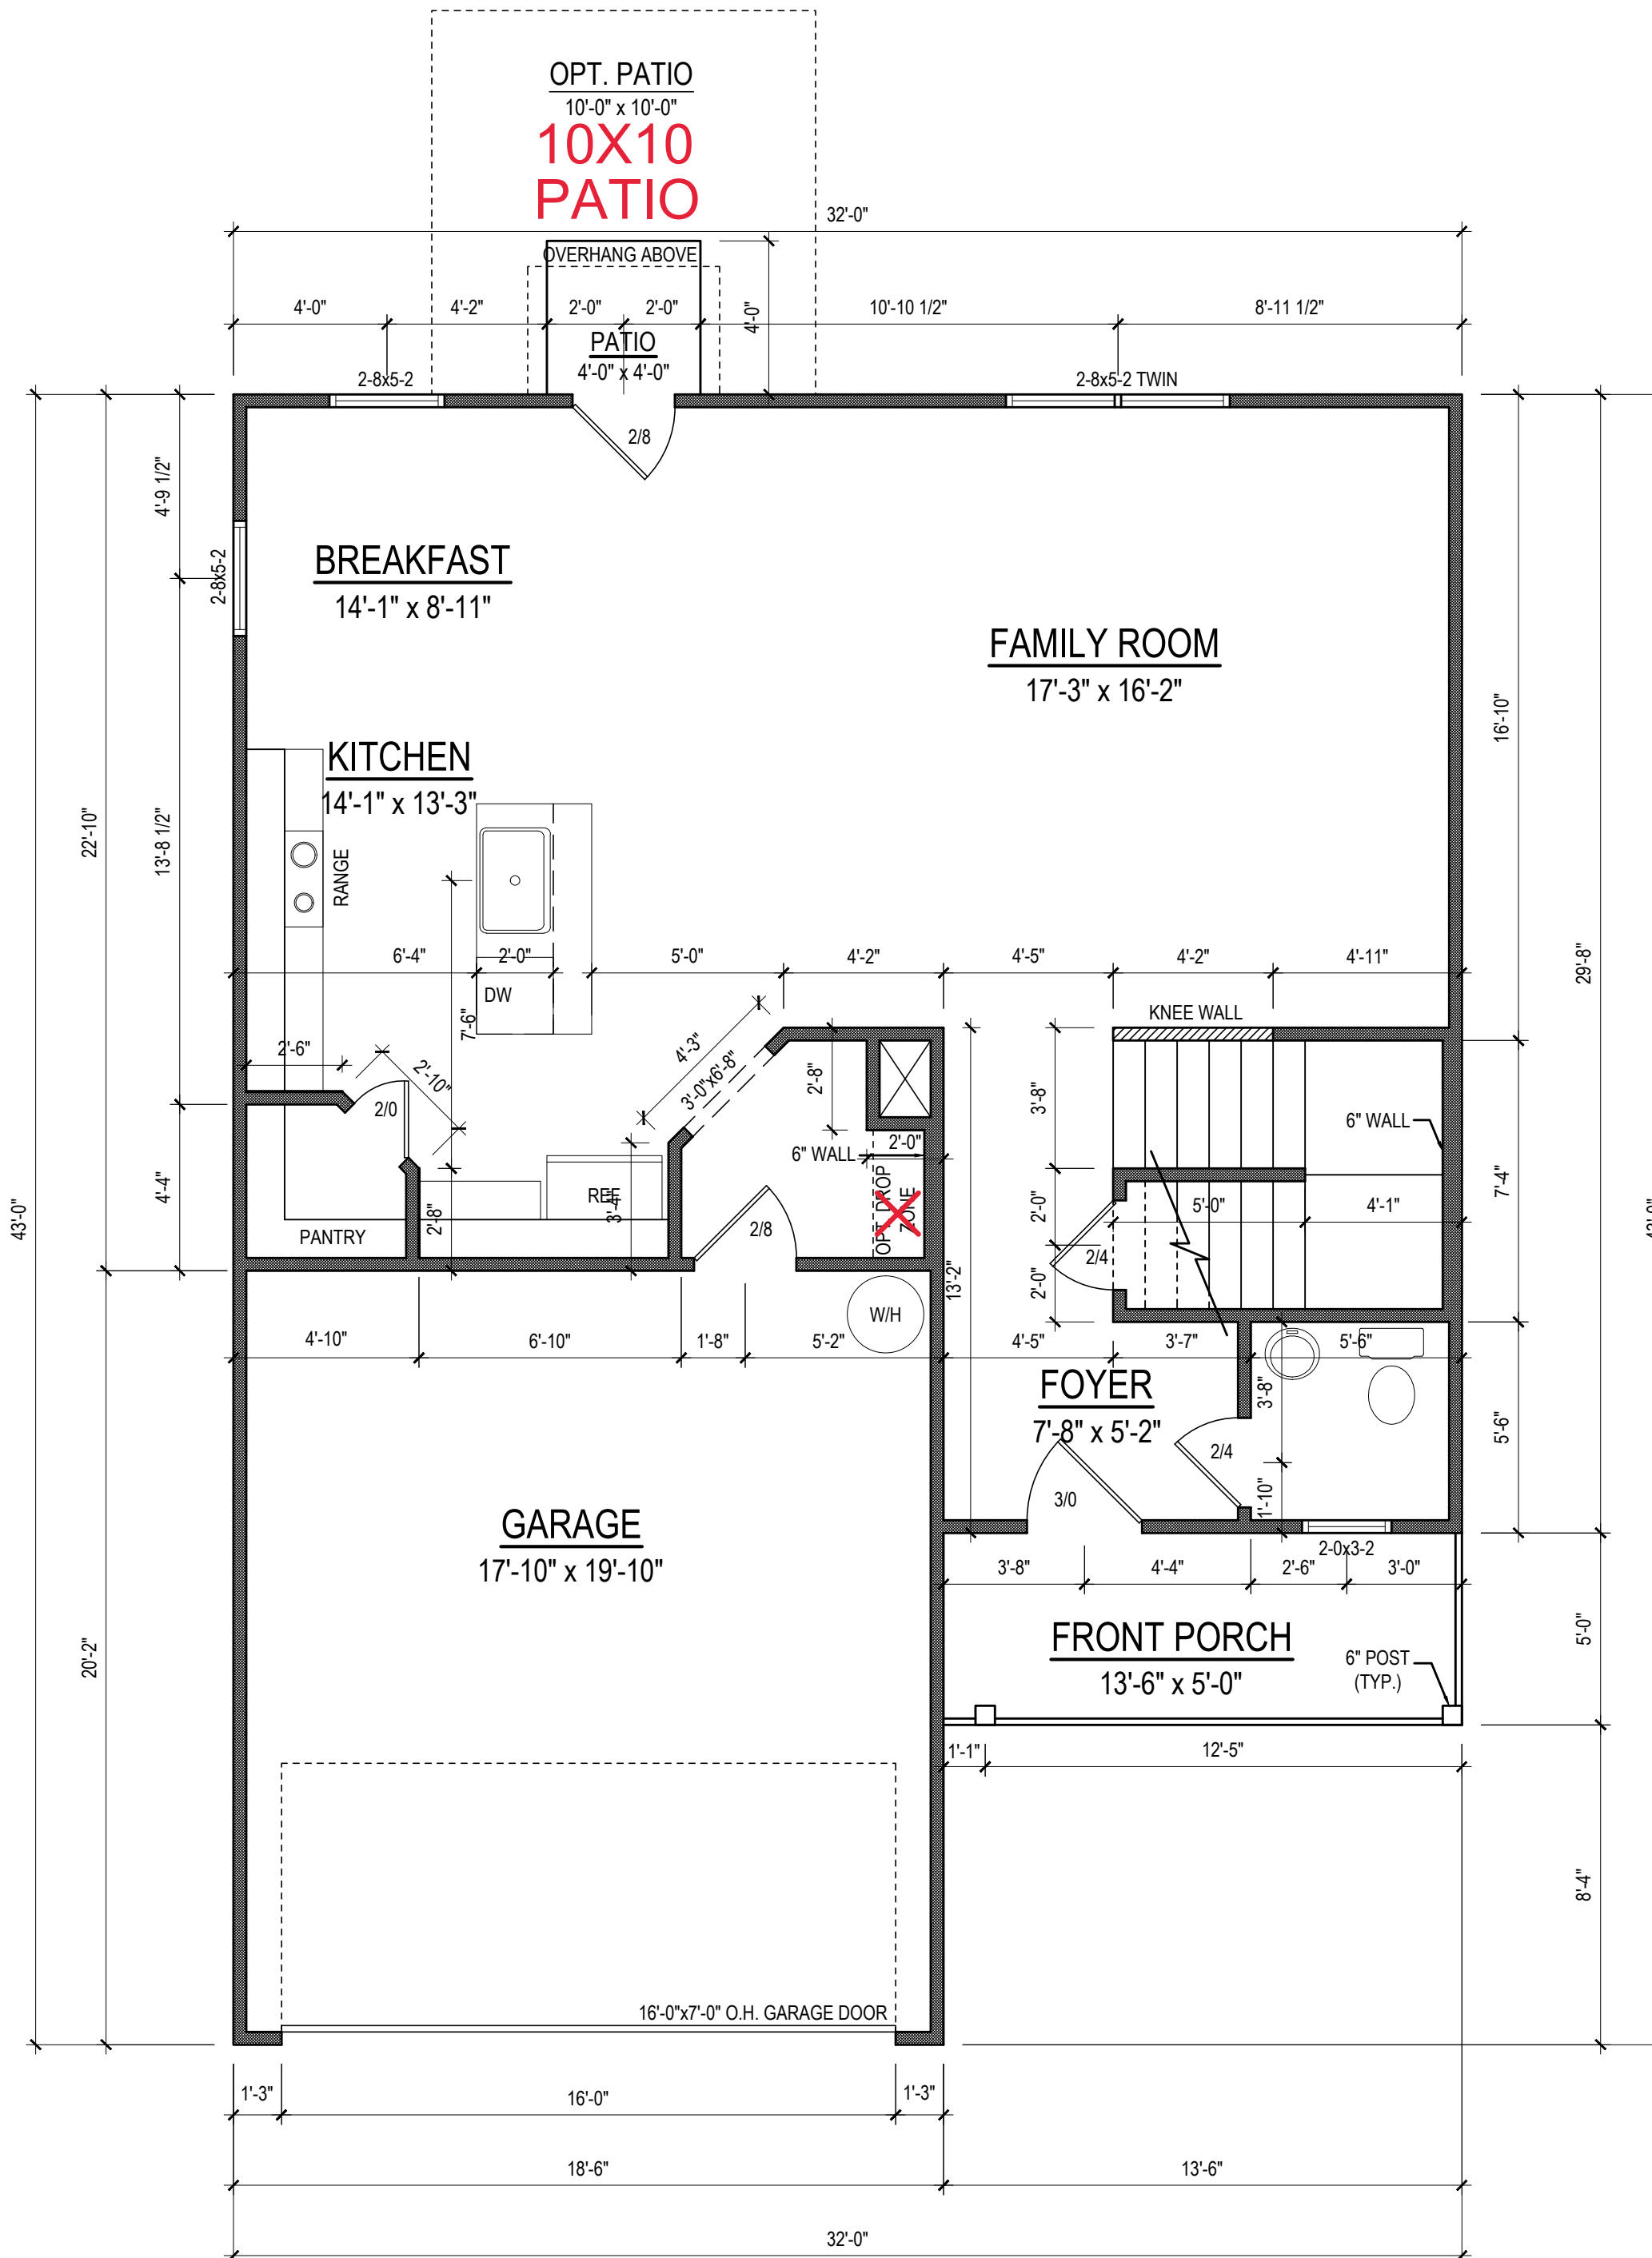 OPT. PATIO
10'-0" x 10'-0"
10X10
PATIO
32'-0"
OVERHANG ABOVE
4'-0"
4'-2"
2'-0"
2'-0"
10'-10 1/2"
8'-11 1/2"
4'-0"
PATIO
4'-0" x 4'-0"
2-8x5-2
2-8x5-2 TWIN
2/8
4'-9 1/2"
2-8x5-2
BREAKFAST
14'-1" x 8'-11"
FAMILY ROOM
17'-3" x 16'-2"
16'-10"
KITCHEN
14'-1" x 13'-3"
22'-10"
13'-8 1/2"
RANGE
6'-4"
2'-0"
5'-0"
4'-2"
4'-5"
4'-2"
4'-11"
29'-8"
DW
7'-6"
KNEE WALL
2'-6"
2'-10"
4'-3"
3'-0"x6'-8"
2'-8"
3'-8"
2/0
6" WALL
6" WALL
2'-0"
7'-4"
4'-4"
43'-0"
43'-0"
REF
3'-4"
OPT. DROP
ZONE
2'-0"
5'-0"
4'-1"
PANTRY
2'-8"
2/8
2/4
13'-2"
2'-0"
W/H
4'-10"
6'-10"
1'-8"
5'-2"
4'-5"
3'-7"
5'-6"
FOYER
7'-8" x 5'-2"
3'-8"
5'-6"
2/4
3/0
1'-10"
GARAGE
17'-10" x 19'-10"
2-0x3-2
3'-8"
4'-4"
2'-6"
3'-0"
20'-2"
FRONT PORCH
13'-6" x 5'-0"
6" POST
(TYP.)
5'-0"
1'-1"
12'-5"
8'-4"
16'-0"x7'-0" O.H. GARAGE DOOR
1'-3"
16'-0"
1'-3"
18'-6"
13'-6"
32'-0"